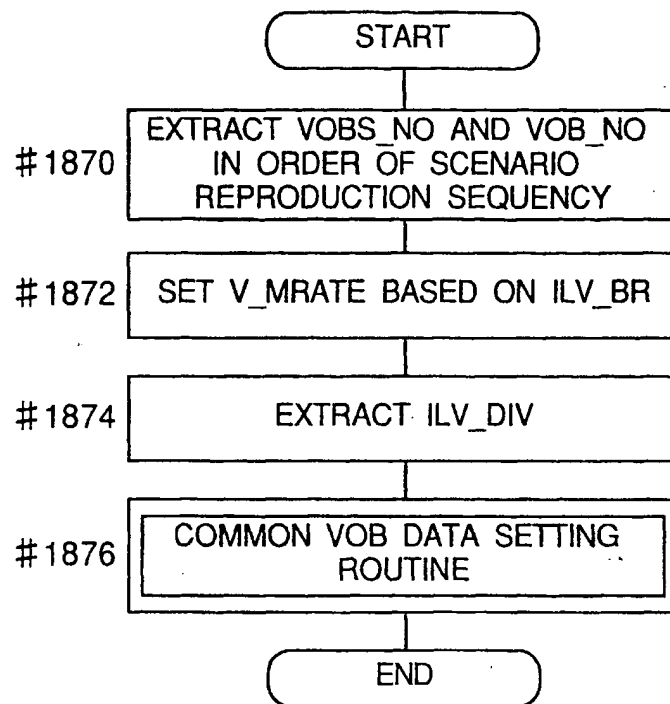 START
#1870
EXTRACT VOBS_NO AND VOB_NO
IN ORDER OF SCENARIO
REPRODUCTION SEQUENCY
#1872
SET V_MRATE BASED ON ILV_BR
#1874
EXTRACT ILV_DIV
#1876
COMMON VOB DATA SETTING
ROUTINE
END